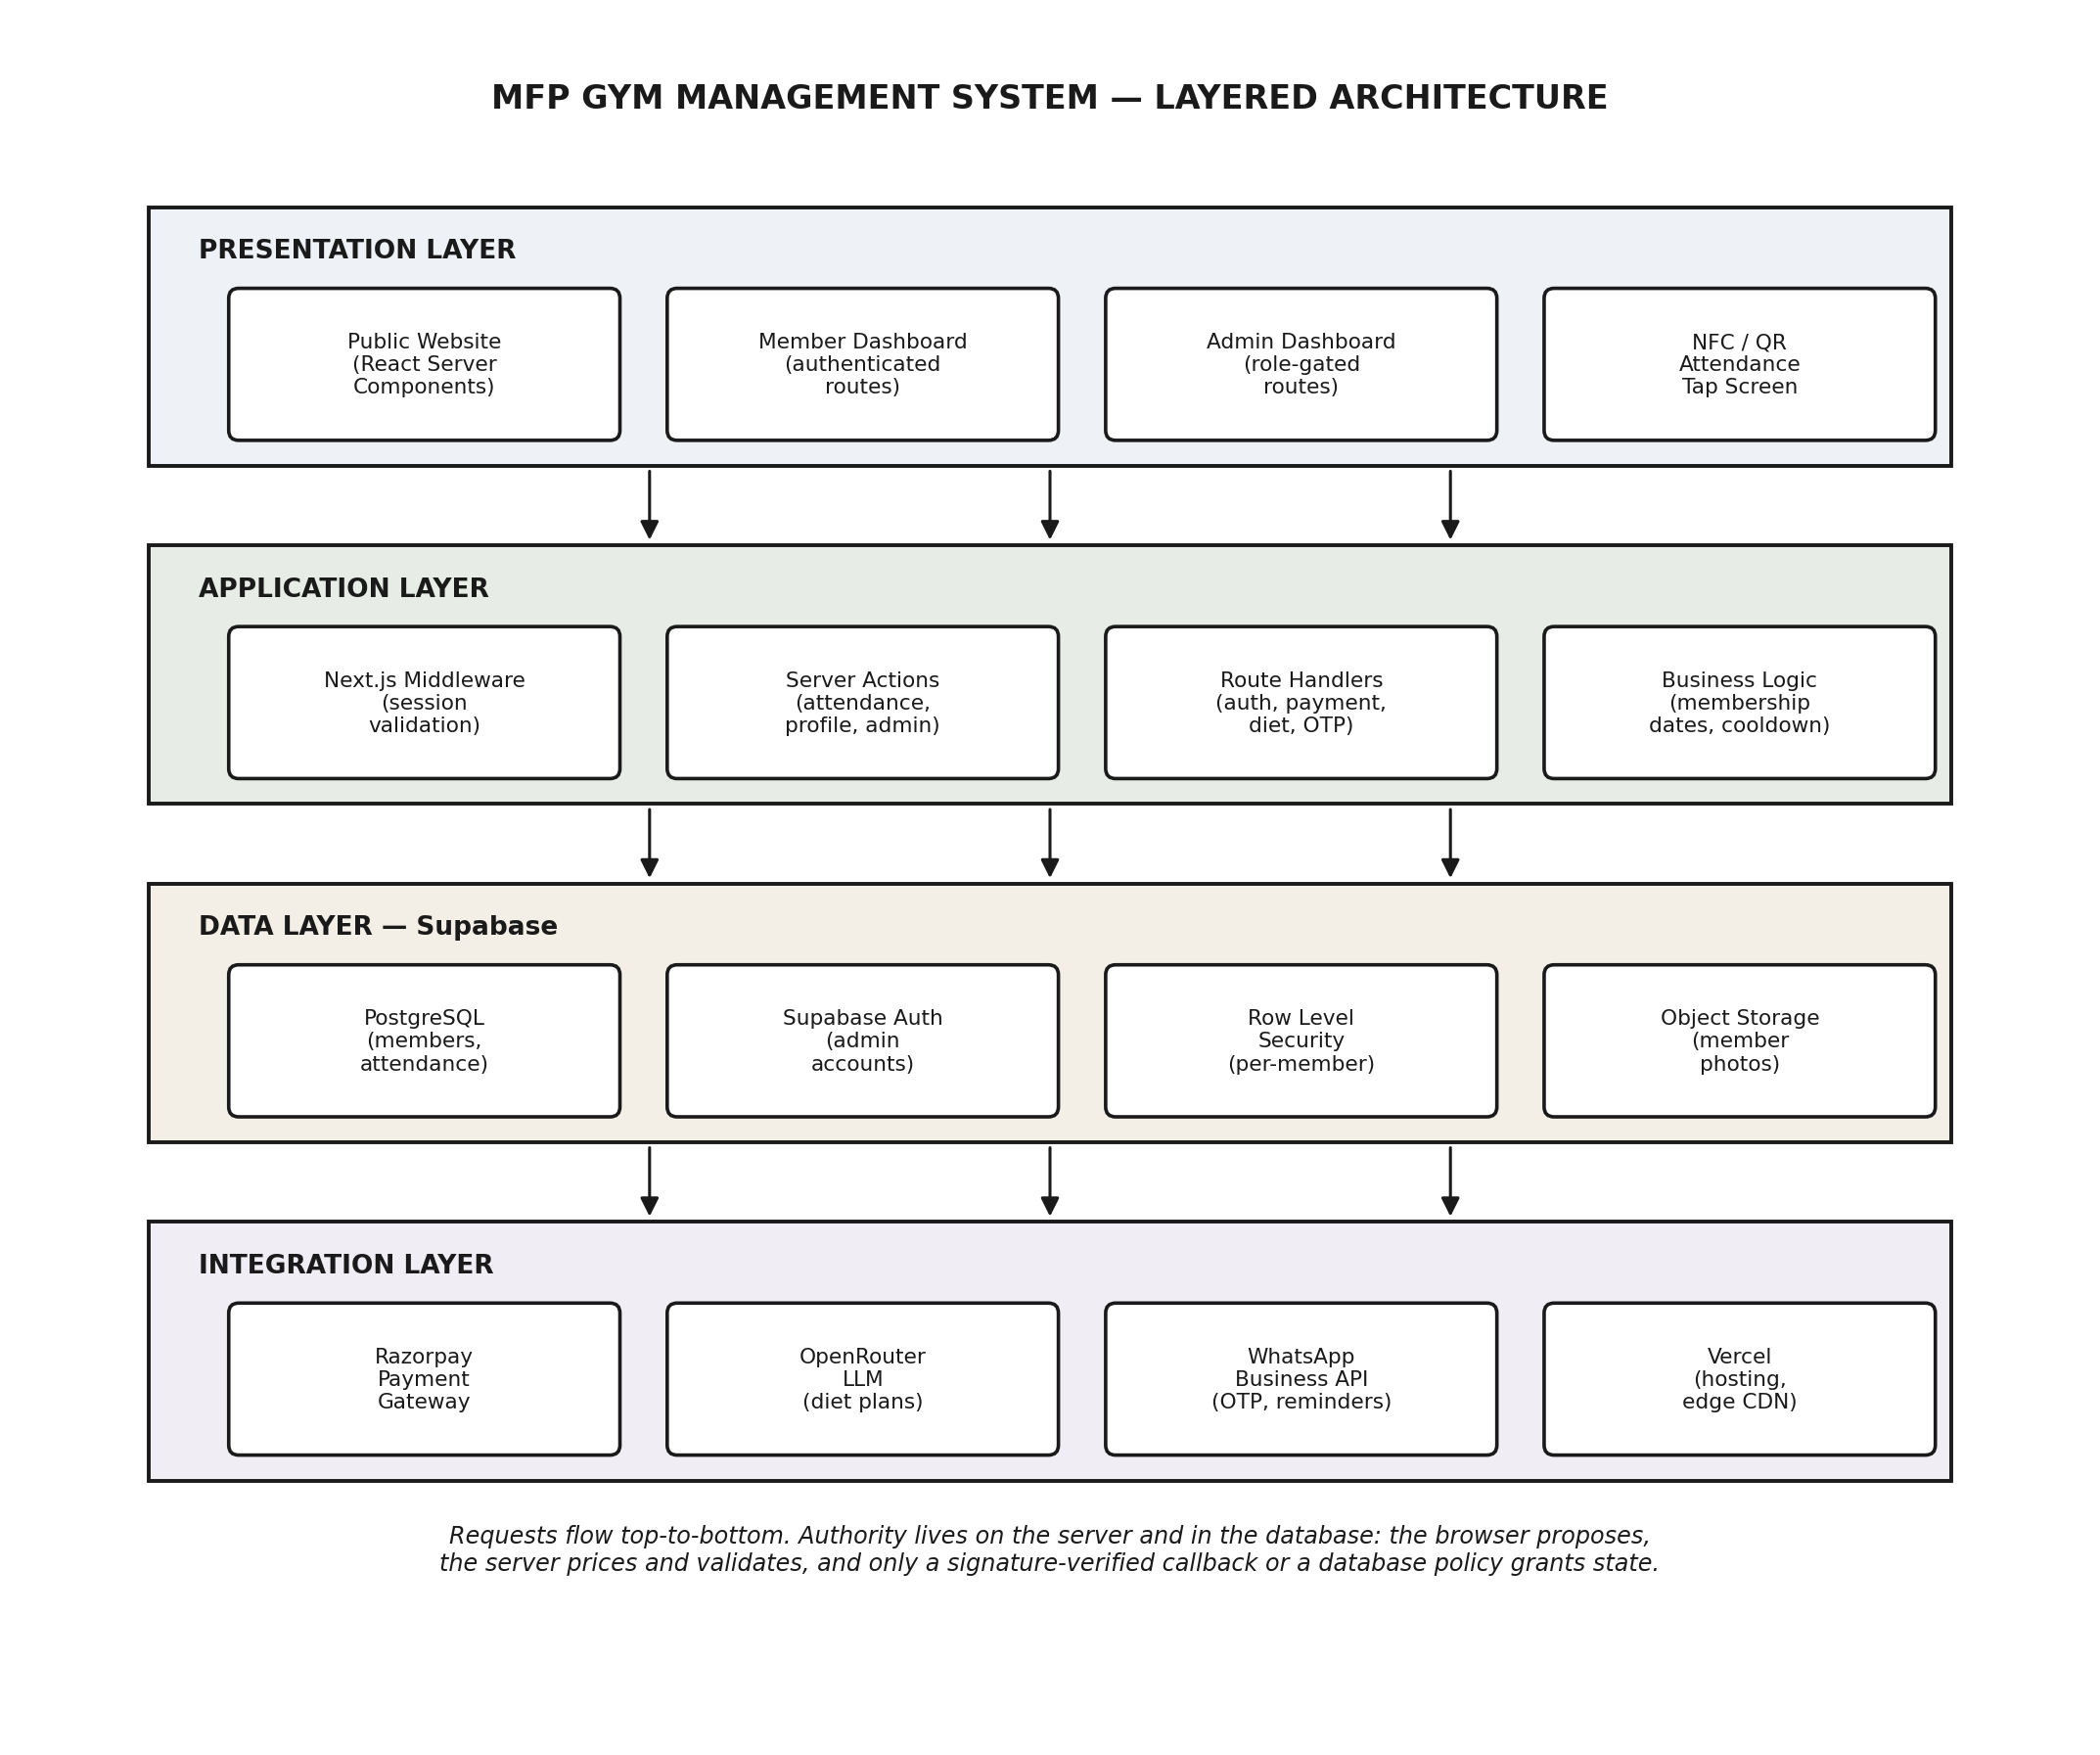 MFP GYM MANAGEMENT SYSTEM — LAYERED ARCHITECTURE
PRESENTATION LAYER
Public Website
(React Server
Components)
Member Dashboard
(authenticated
routes)
Admin Dashboard
(role-gated
routes)
NFC / QR
Attendance
Tap Screen
APPLICATION LAYER
Next.js Middleware
(session
validation)
Server Actions
(attendance,
profile, admin)
Route Handlers
(auth, payment,
diet, OTP)
Business Logic
(membership
dates, cooldown)
DATA LAYER — Supabase
PostgreSQL
(members,
attendance)
Supabase Auth
(admin
accounts)
Row Level
Security
(per-member)
Object Storage
(member
photos)
INTEGRATION LAYER
Razorpay
Payment
Gateway
OpenRouter
LLM
(diet plans)
WhatsApp
Business API
(OTP, reminders)
Vercel
(hosting,
edge CDN)
Requests flow top-to-bottom. Authority lives on the server and in the database: the browser proposes,
the server prices and validates, and only a signature-verified callback or a database policy grants state.